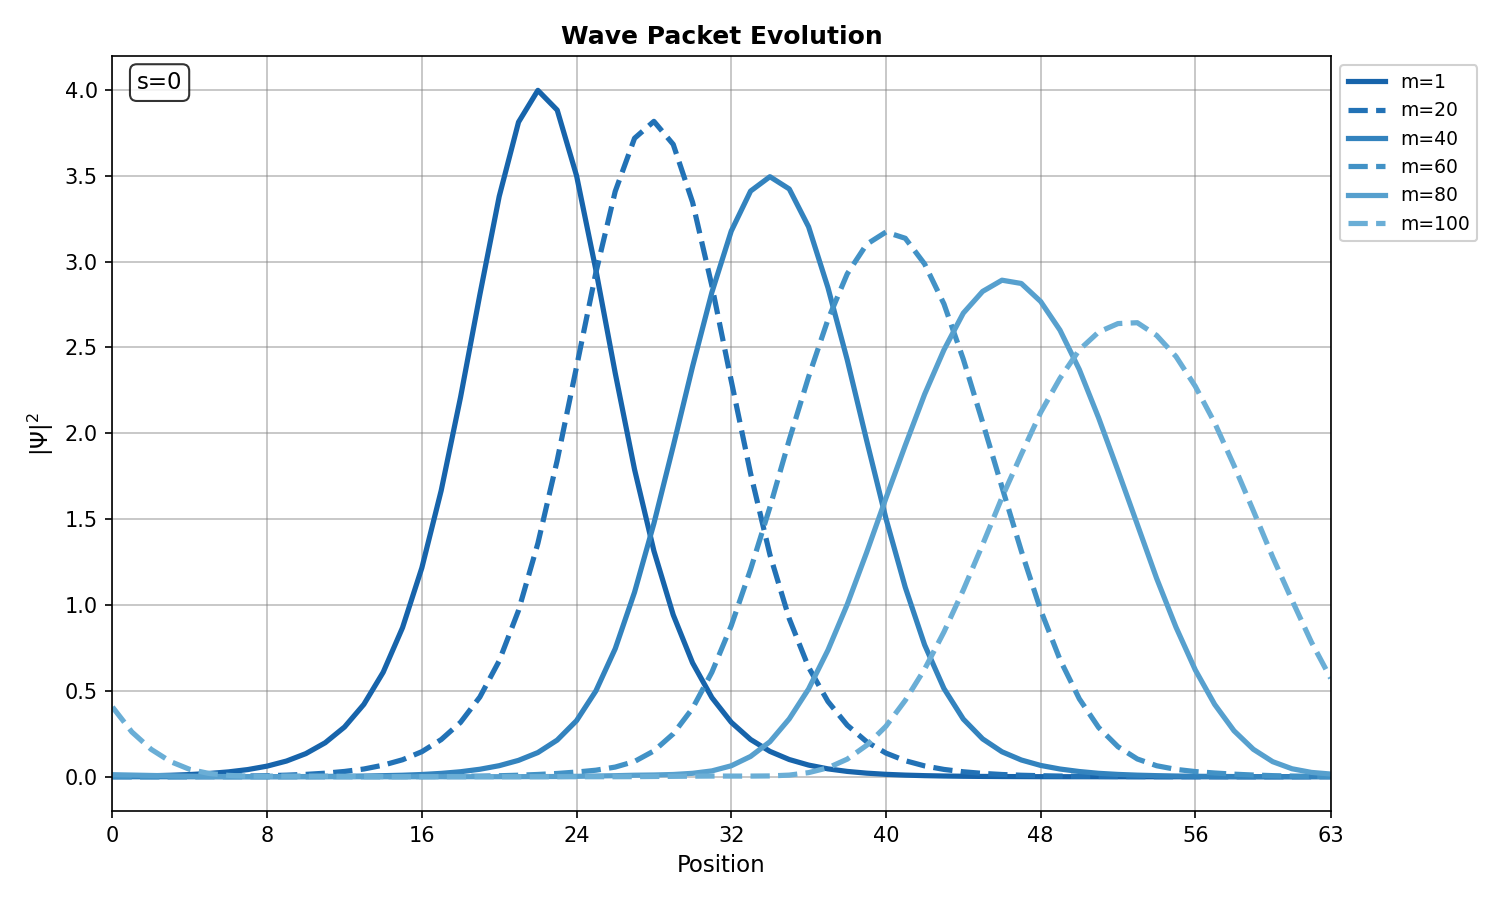 Wave Packet Evolution
s=0
m=1
m=20
m=40
m=60
m=80
m=100
|Ψ|²
4.0
3.5
3.0
2.5
2.0
1.5
1.0
0.5
0.0
0 8 16 24 32 40 48 56 63
Position